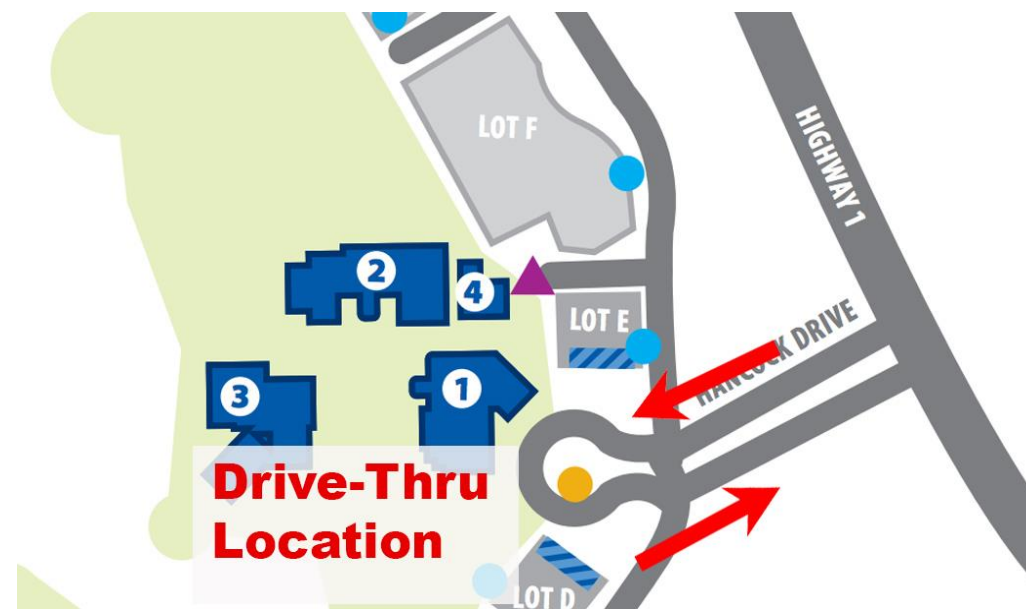 LOT F
HIGHWAY 1
2
4
LOT E
HANCOCK DRIVE
3
1
Drive-Thru
Location
LOT D